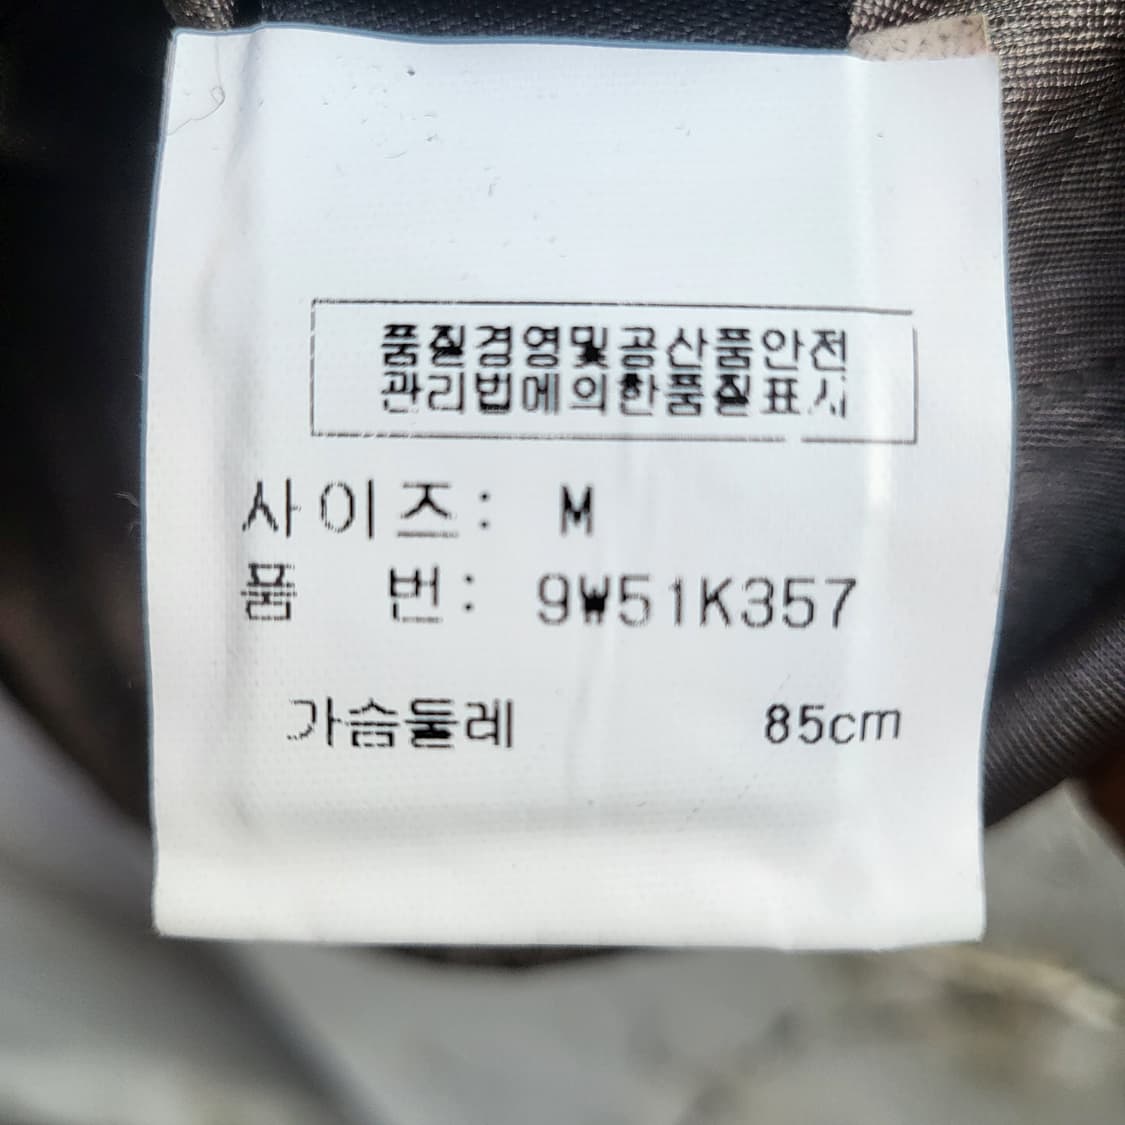 품질경영및공산품안전
관리법에의한품질표시
사이즈: M
품 번: 9W51K357
가슴둘레 85cm